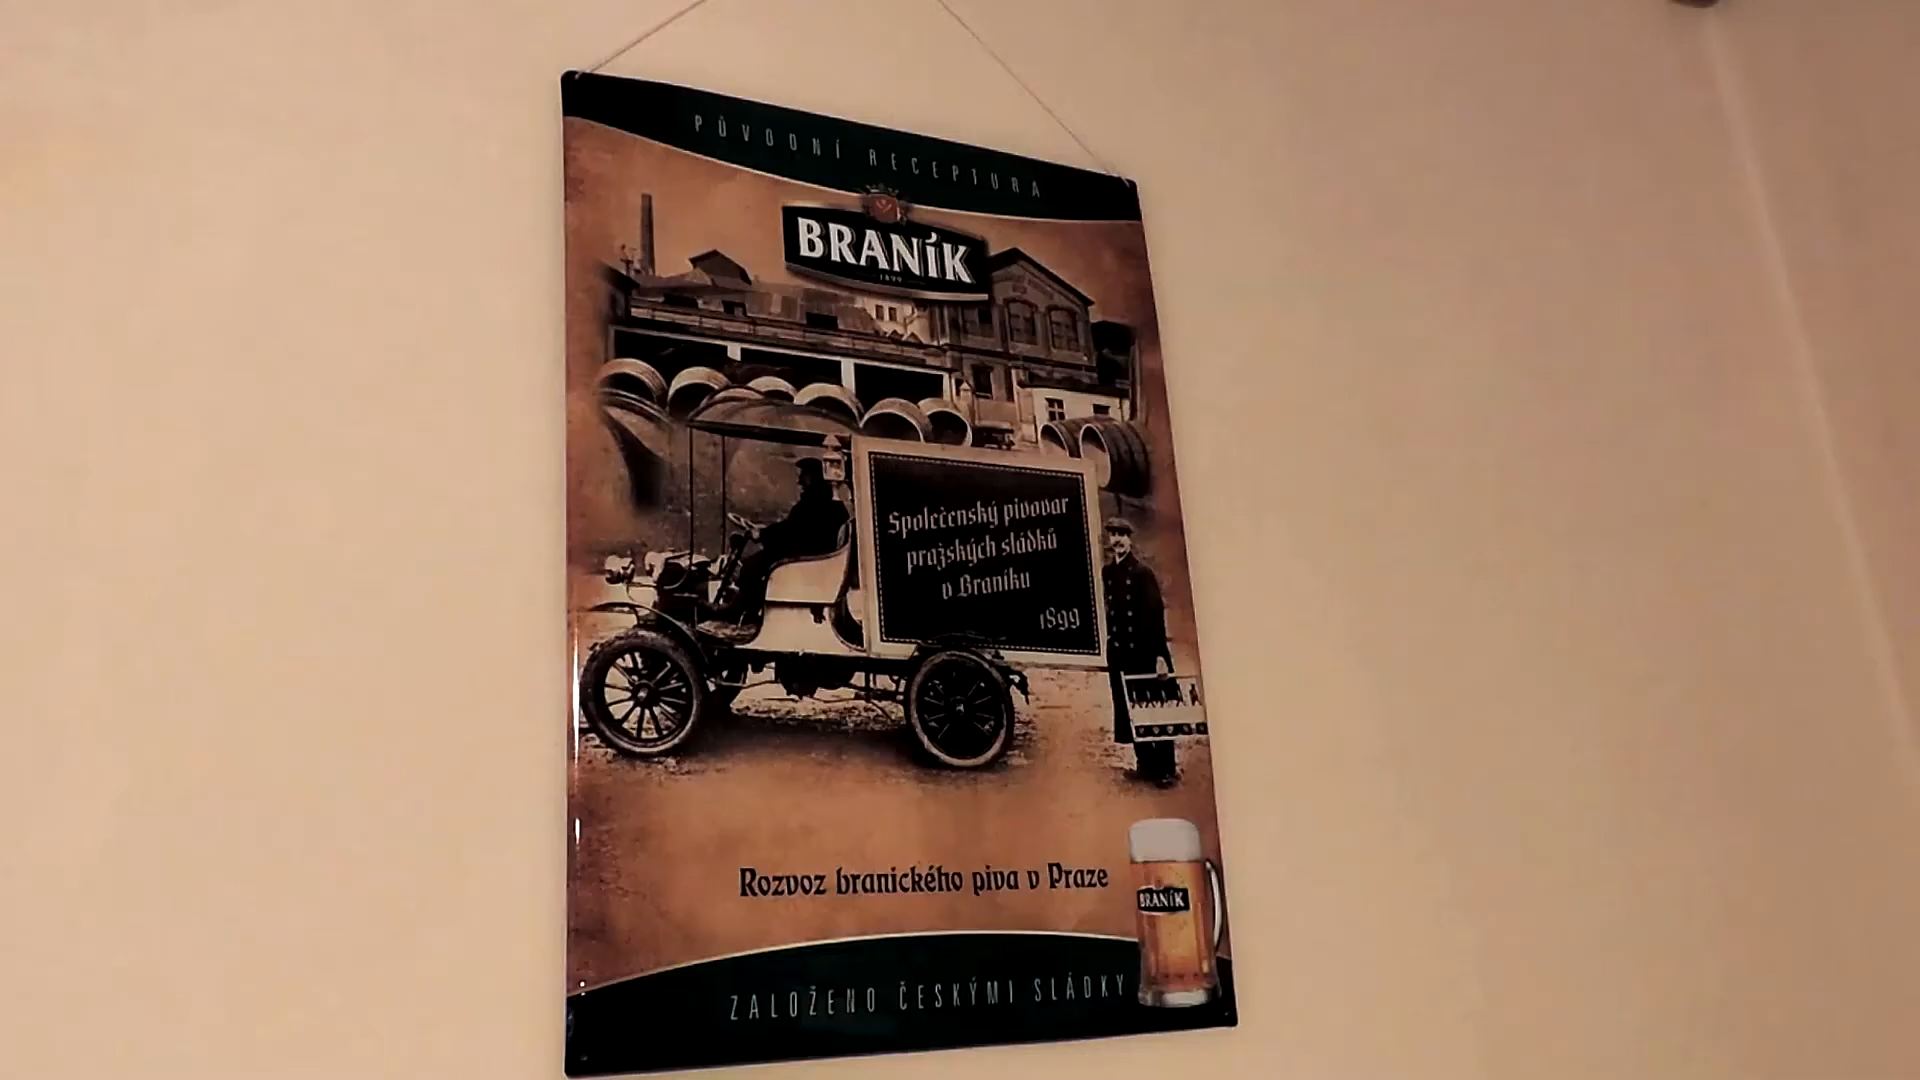 PŮVODNÍ RECEPTURA
BRANÍK
1899
Společenský pivovar
pražských sládků
v Braníku
1899
Rozvoz branického piva v Praze
BRANÍK
ZALOŽENO ČESKÝMI SLÁDKY